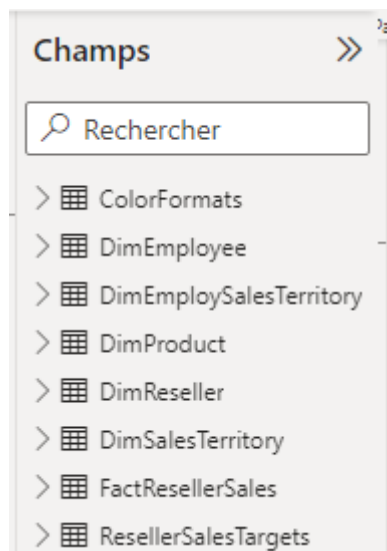 Champs
Rechercher
ColorFormats
DimEmployee
DimEmploySalesTerritory
DimProduct
DimReseller
DimSalesTerritory
FactResellerSales
ResellerSalesTargets